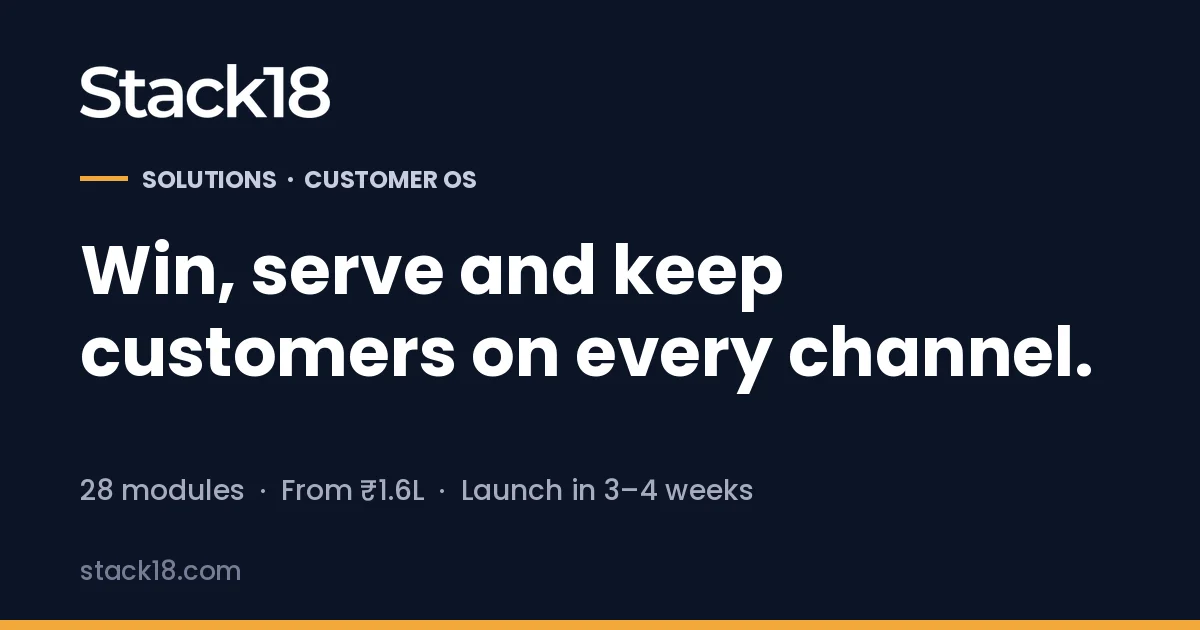 Stack18
SOLUTIONS · CUSTOMER OS
Win, serve and keep
customers on every channel.
28 modules · From ₹1.6L · Launch in 3–4 weeks
stack18.com